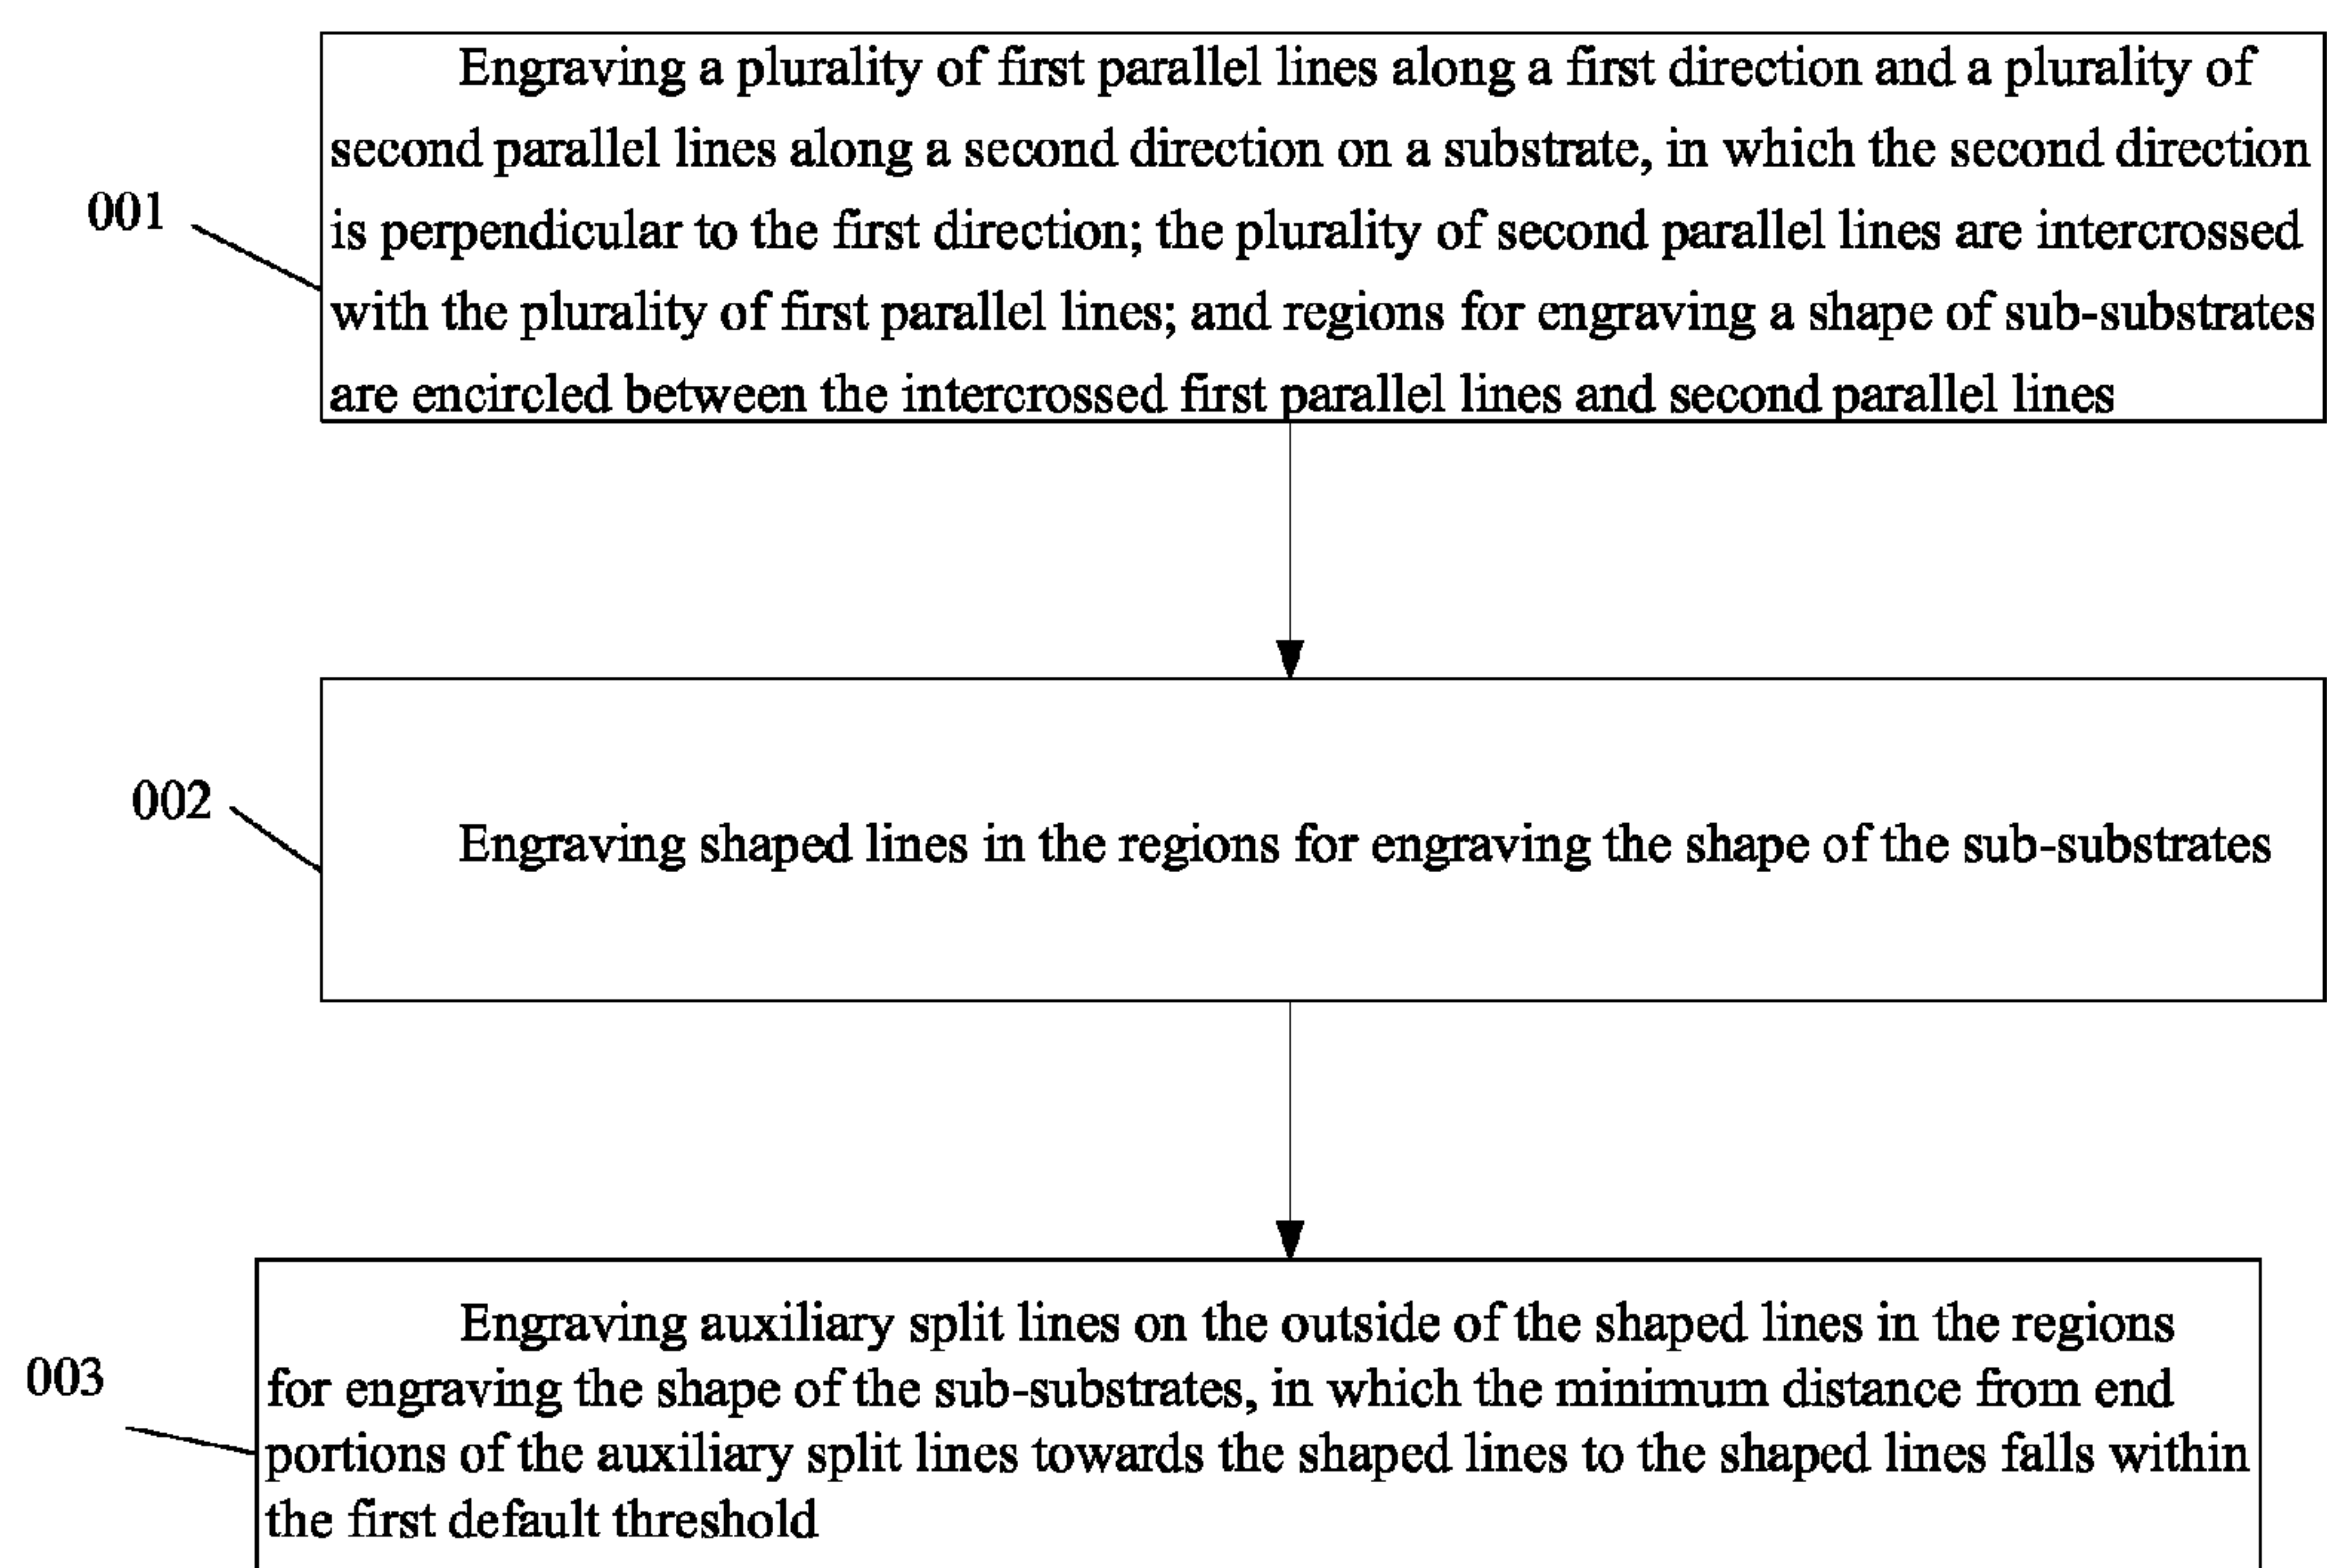 Engraving a plurality of first parallel lines along a first direction and a plurality of
second parallel lines along a second direction on a substrate, in which the second direction
001
is perpendicular to the first direction; the plurality of second parallel lines are intercrossed
with the plurality of first parallel lines; and regions for engraving a shape of sub-substrates
are encircled between the intercrossed first parallel lines and second parallel lines
002
Engraving shaped lines in the regions for engraving the shape of the sub-substrates
Engraving auxiliary split lines on the outside of the shaped lines in the regions
003
for engraving the shape of the sub-substrates, in which the minimum distance from end
portions of the auxiliary split lines towards the shaped lines to the shaped lines falls within
the first default threshold